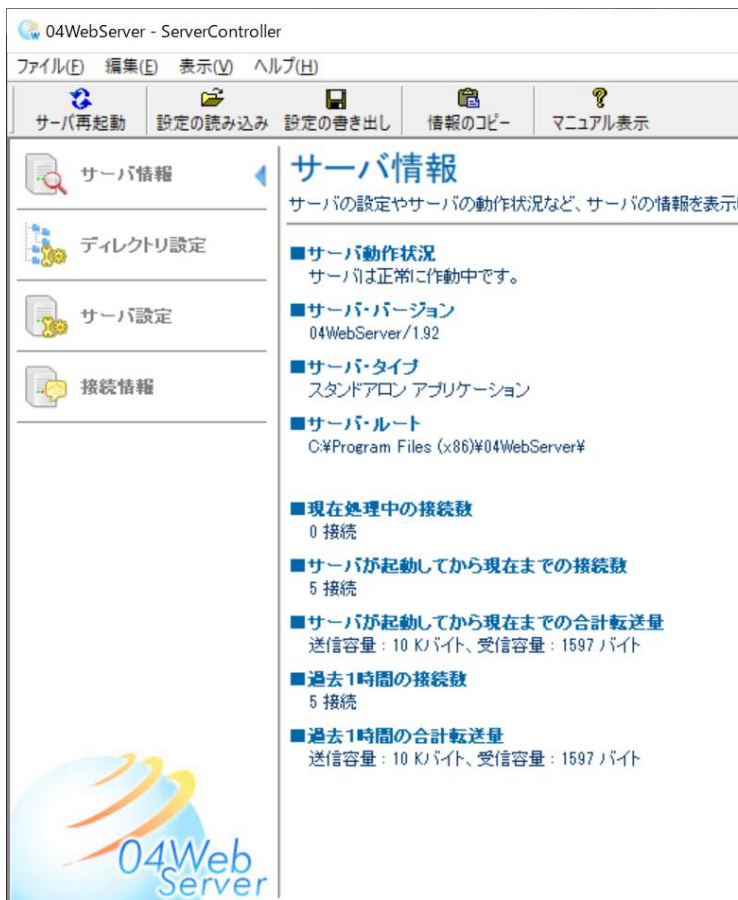 04WebServer - ServerController
ファイル(F) 編集(E) 表示(V) ヘルプ(H)
サーバ再起動 設定の読み込み 設定の書き出し 情報のコピー マニュアル表示
サーバ情報
ディレクトリ設定
サーバ設定
接続情報
サーバ情報
サーバの設定やサーバの動作状況など、サーバの情報を表示
■サーバ動作状況
サーバは正常に作動中です。
■サーバ・バージョン
04WebServer/1.92
■サーバ・タイプ
スタンドアロン アプリケーション
■サーバ・ルート
C:¥Program Files (x86)¥04WebServer¥
■現在処理中の接続数
0 接続
■サーバが起動してから現在までの接続数
5 接続
■サーバが起動してから現在までの合計転送量
送信容量 : 10 Kバイト、受信容量 : 1597 バイト
■過去1時間の接続数
5 接続
■過去1時間の合計転送量
送信容量 : 10 Kバイト、受信容量 : 1597 バイト
04Web
Server